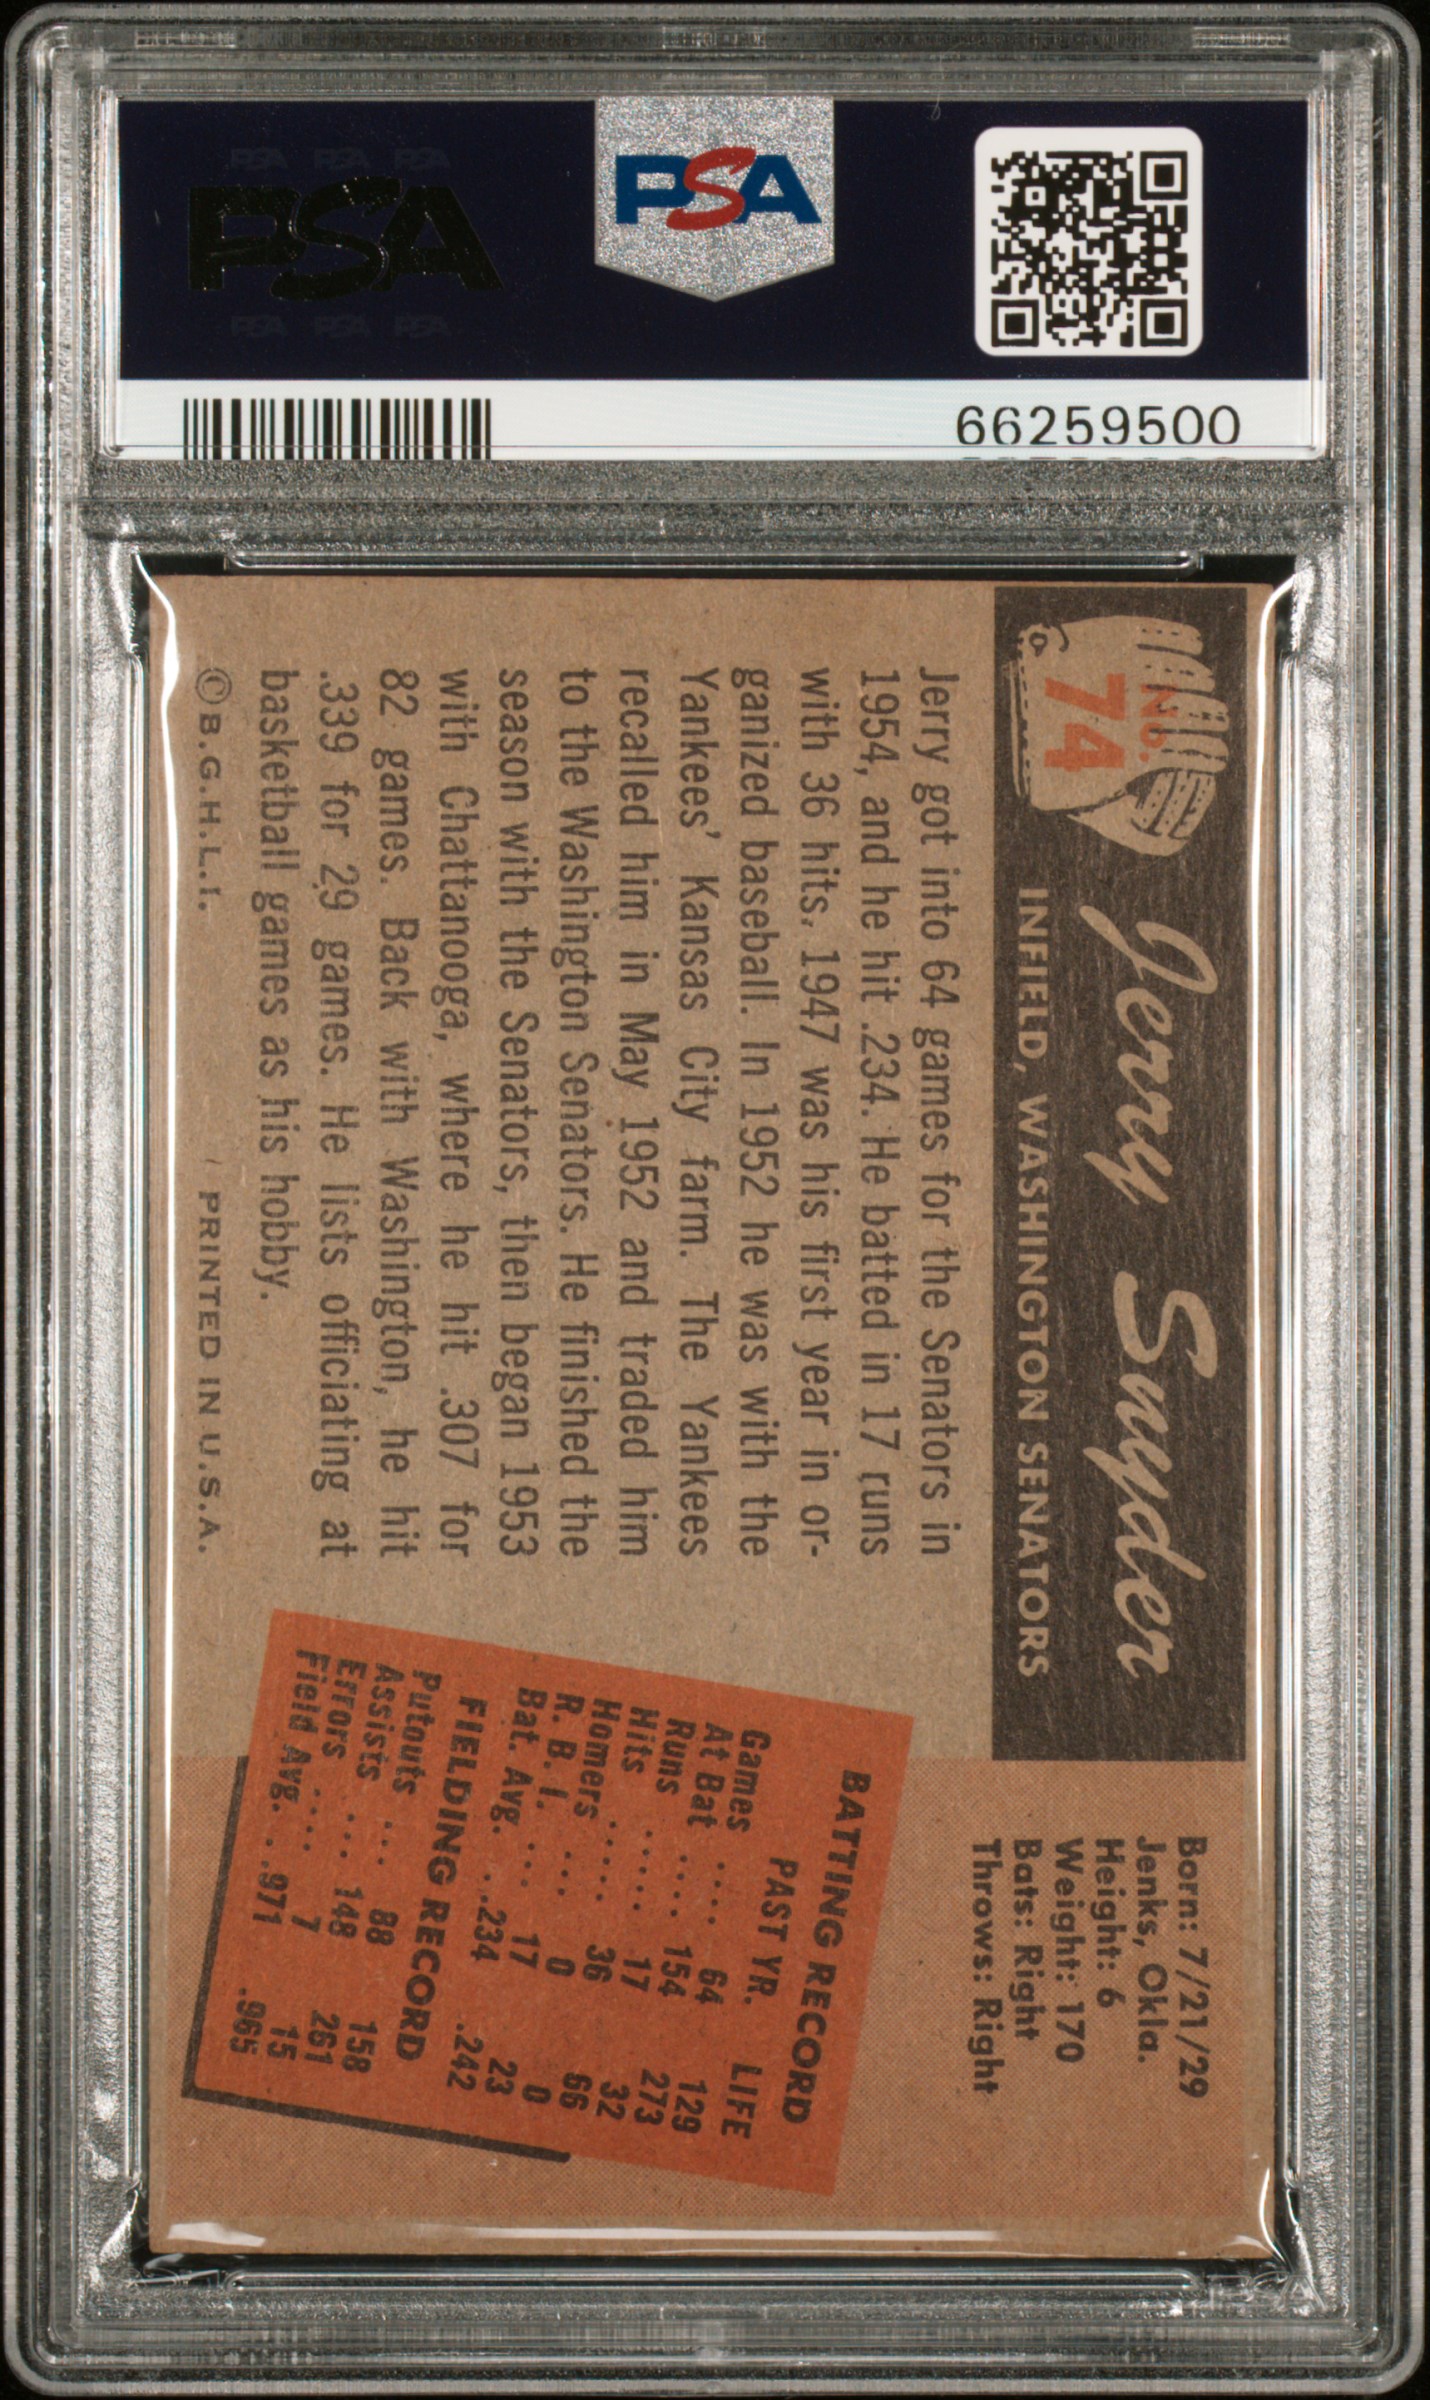 PSA PSA PSA
PSA
PSA PSA PSA
PSA
66259500
No.
74
Jerry Snyder
INFIELD, WASHINGTON SENATORS
Born: 7/21/29
Jenks, Okla.
Height: 6
Weight: 170
Bats: Right
Throws: Right
Jerry got into 64 games for the Senators in
1954, and he hit .234. He batted in 17 runs
with 36 hits. 1947 was his first year in or-
ganized baseball. In 1952 he was with the
Yankees' Kansas City farm. The Yankees
recalled him in May 1952 and traded him
to the Washington Senators. He finished the
season with the Senators, then began 1953
with Chattanooga, where he hit .307 for
82 games. Back with Washington, he hit
.339 for 29 games. He lists officiating at
basketball games as his hobby.
© B.G.H.L.I. PRINTED IN U.S.A.
BATTING RECORD
PAST YR. LIFE
Games .... 64 129
At Bat .... 154 273
Runs ..... 17 32
Hits ..... 36 66
Homers ... 0 0
R. B. I. .... 17 23
Bat. Avg. . .234 .242
FIELDING RECORD
Putouts ... 88 158
Assists ... 148 261
Errors .... 7 15
Field Avg. . .971 .965